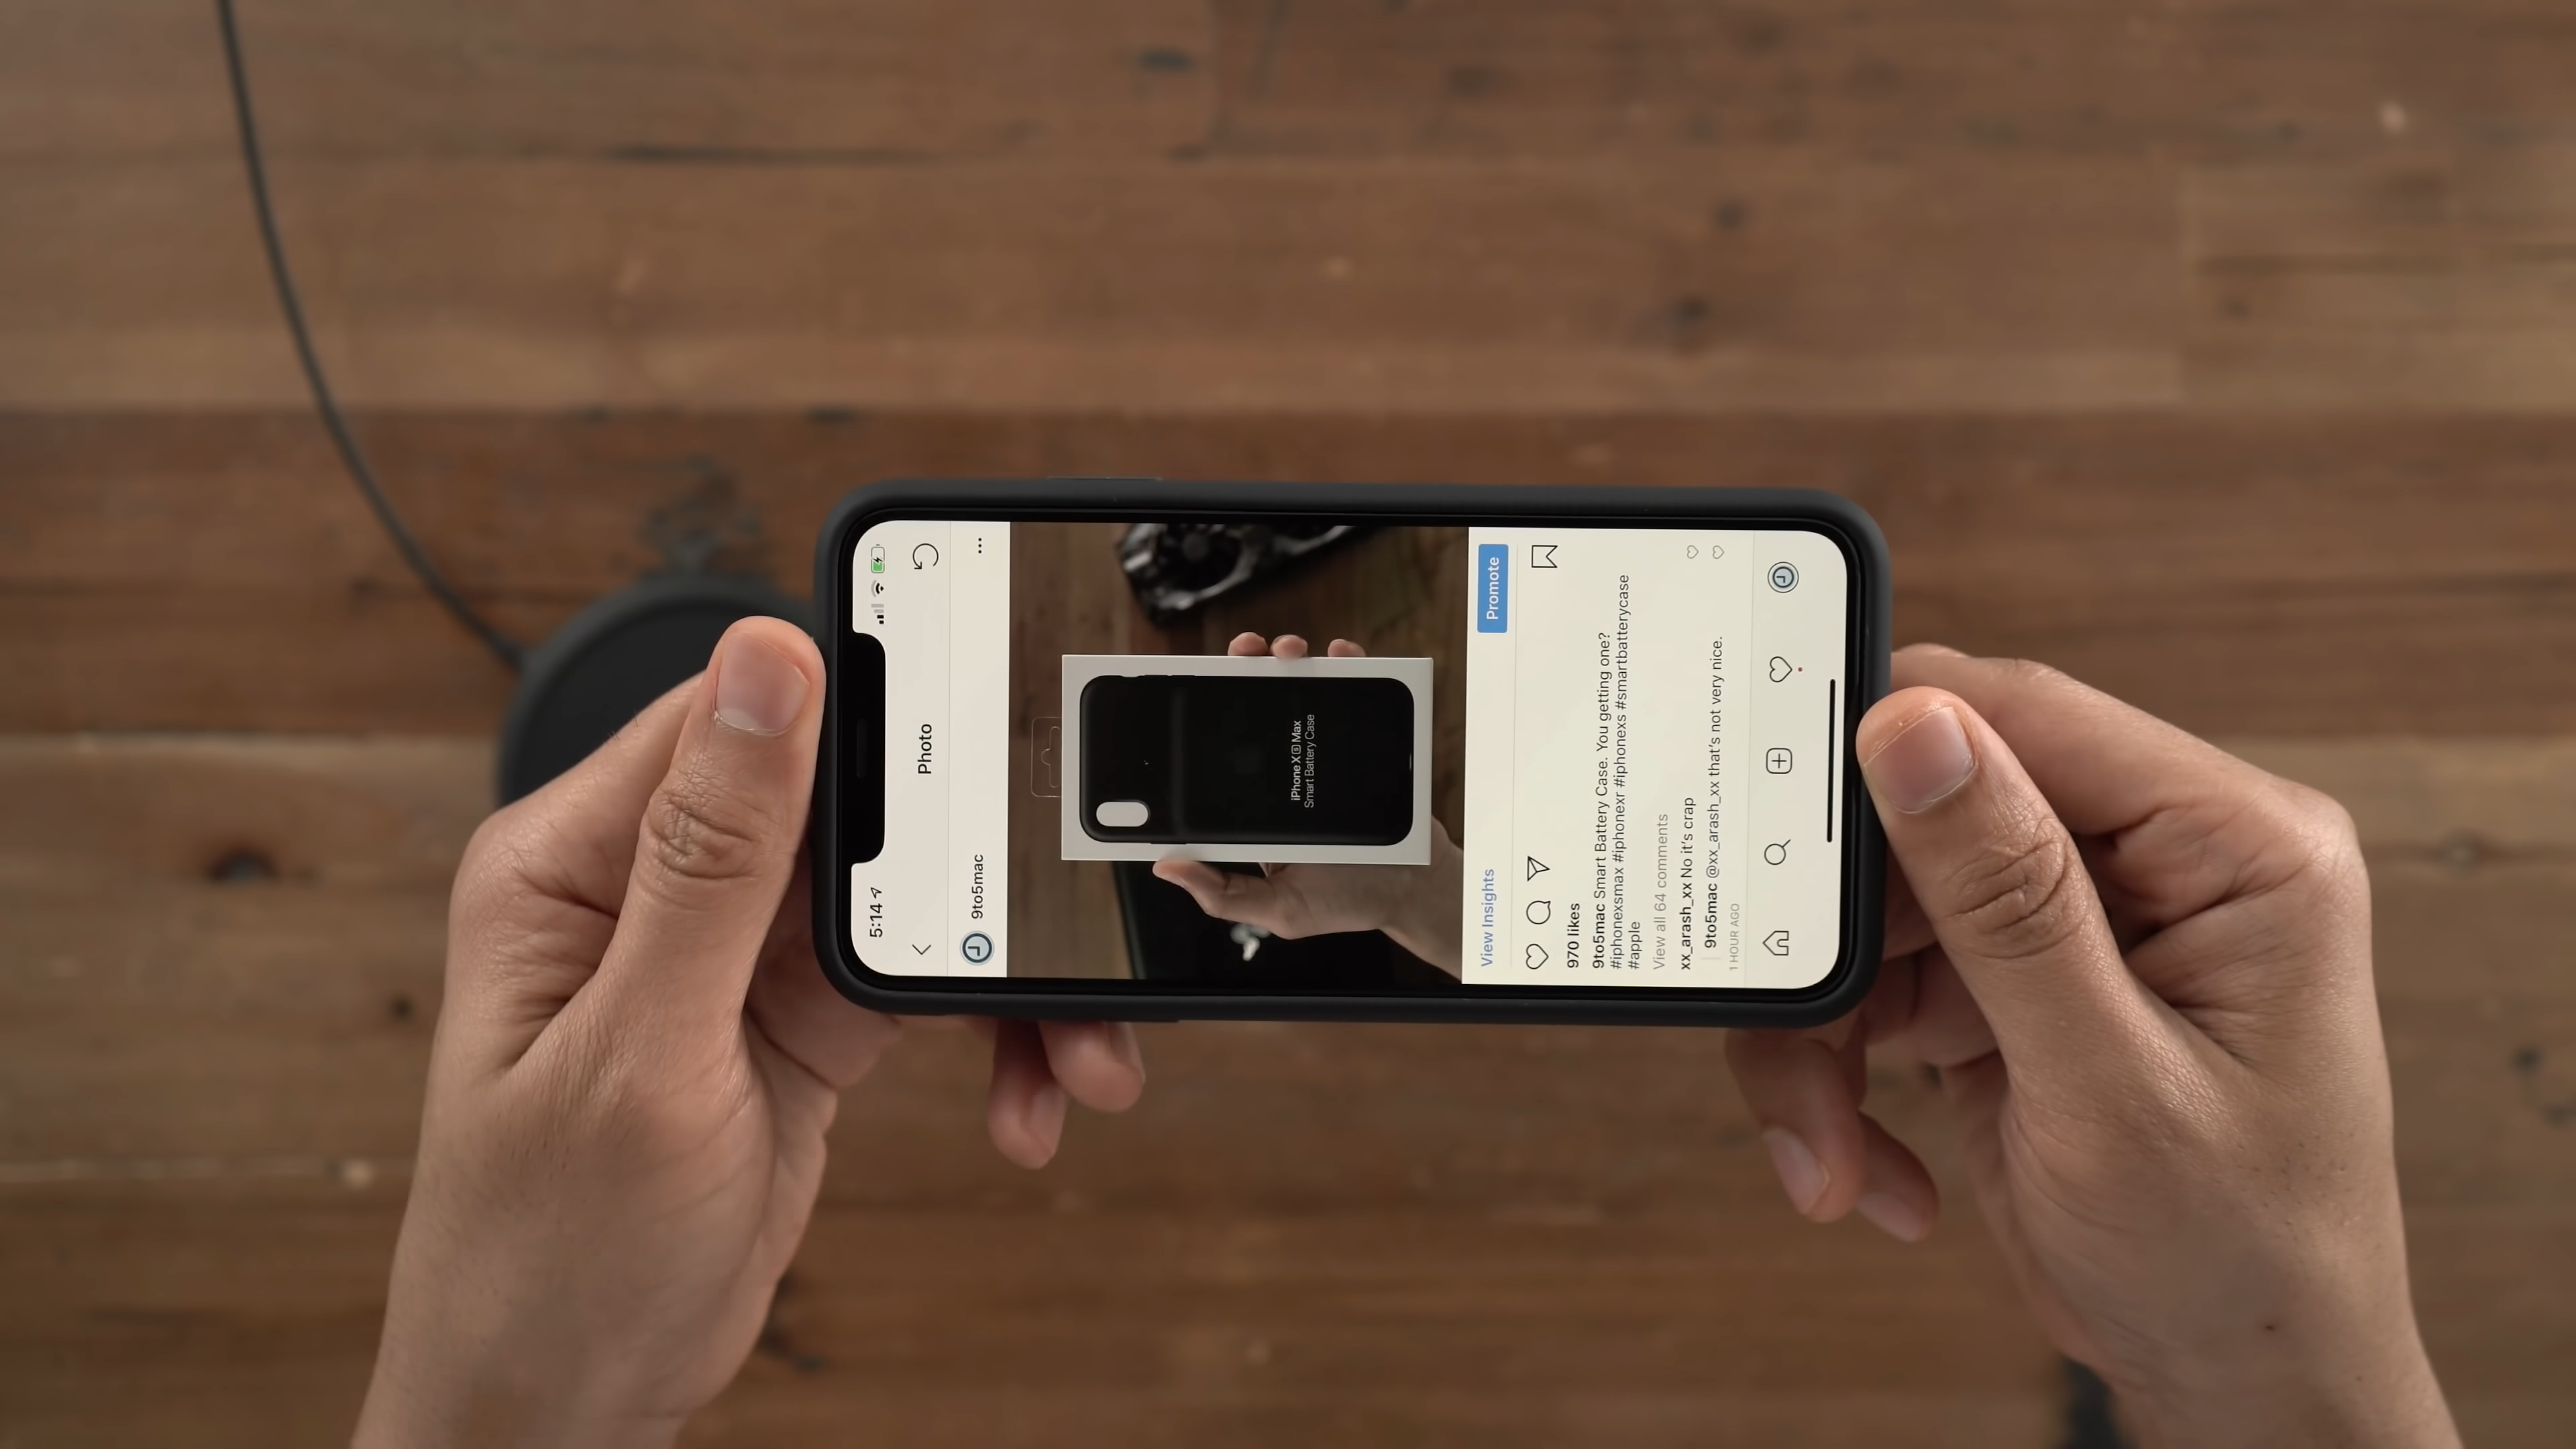 5:14
Photo
9to5mac
iPhone XS Max
Smart Battery Case
View Insights
Promote
970 likes
9to5mac Smart Battery Case. You getting one?
#iphonexsmax #iphonexr #iphonexs #smartbatterycase
#apple
View all 64 comments
xx_arash_xx No it's crap
9to5mac @xx_arash_xx that's not very nice.
1 HOUR AGO